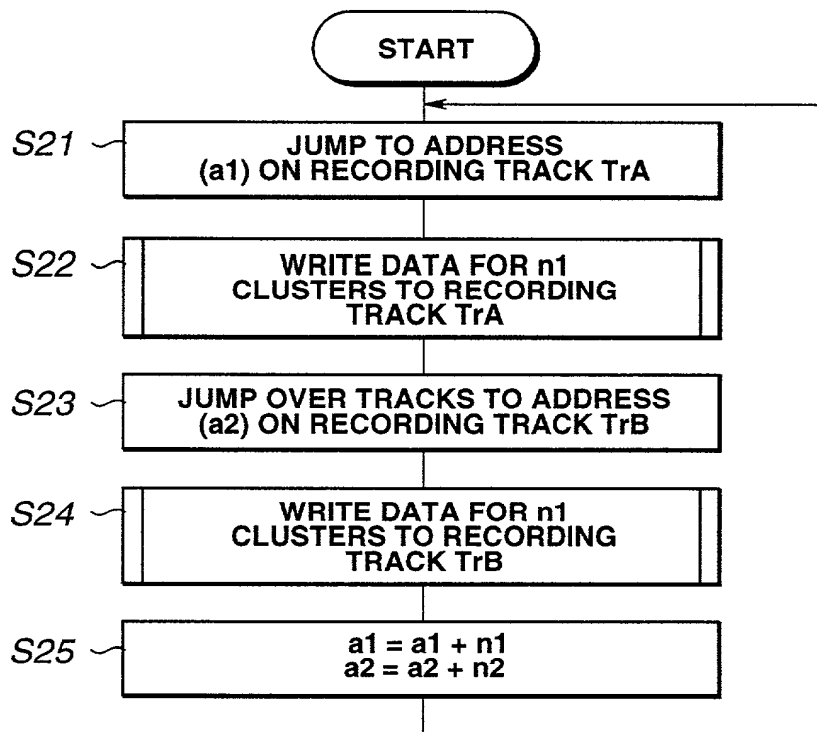 START
S21
JUMP TO ADDRESS
(a1) ON RECORDING TRACK TrA
S22
WRITE DATA FOR n1
CLUSTERS TO RECORDING
TRACK TrA
S23
JUMP OVER TRACKS TO ADDRESS
(a2) ON RECORDING TRACK TrB
S24
WRITE DATA FOR n1
CLUSTERS TO RECORDING
TRACK TrB
S25
a1 = a1 + n1
a2 = a2 + n2